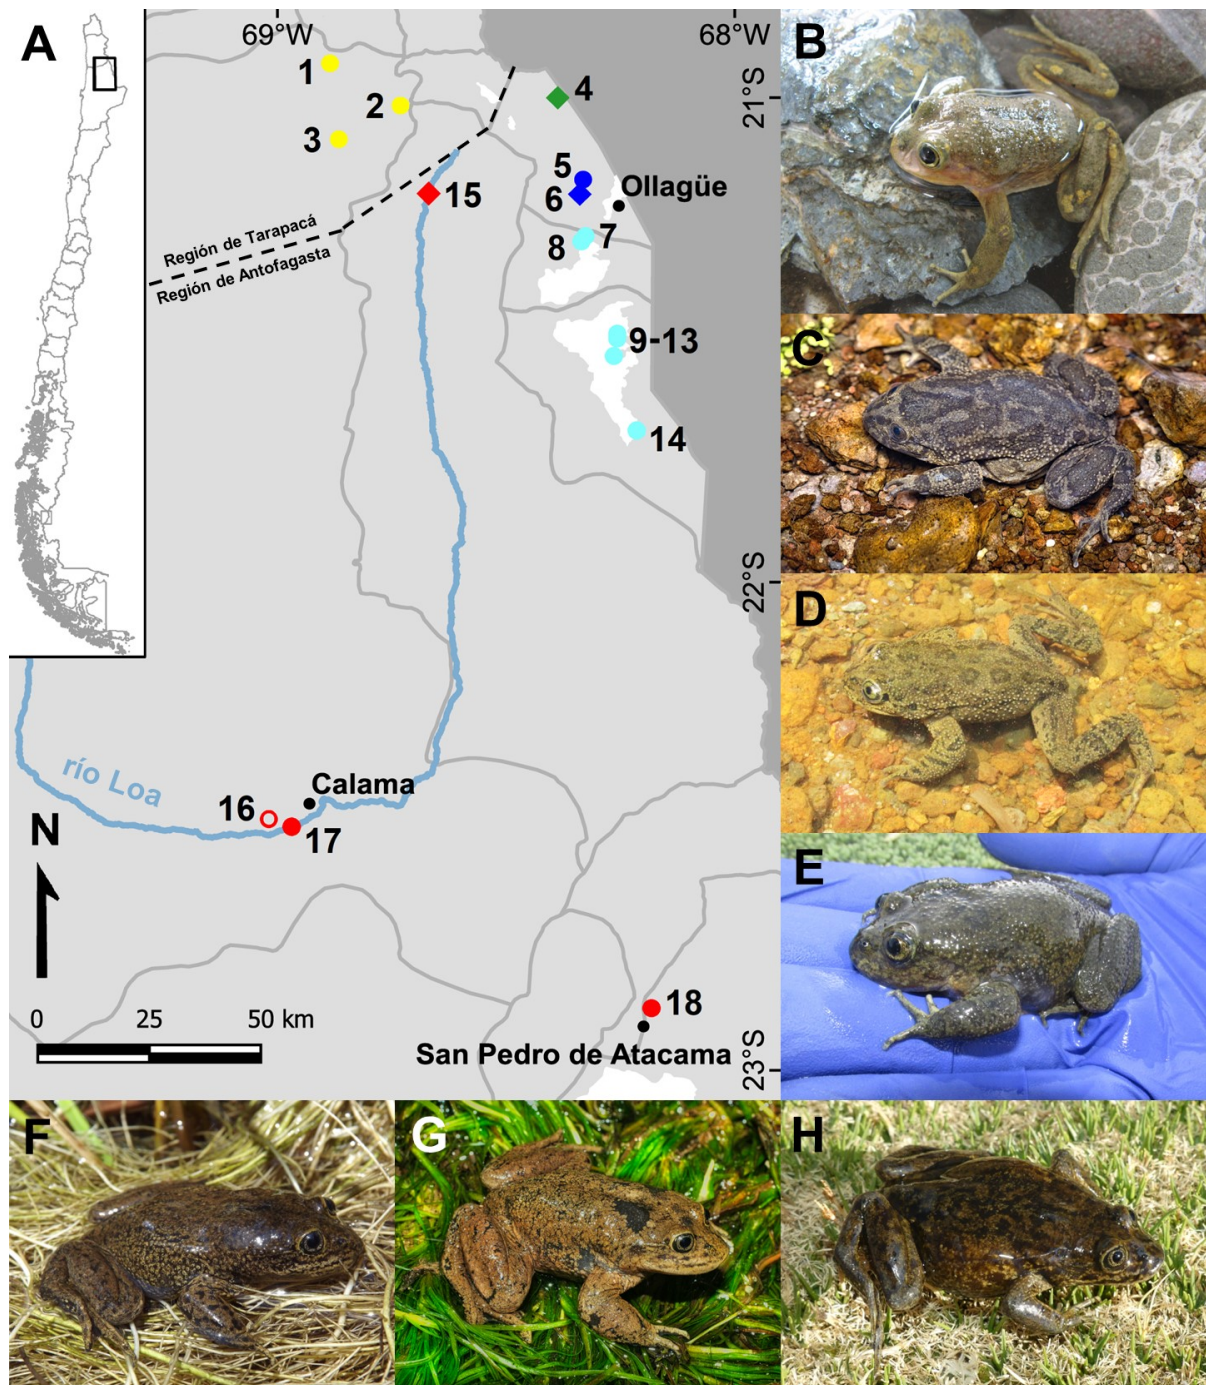 A
69°W
68°W
B
1
4
21°S
2
3
5
Ollagüe
15
6
Región de Tarapacá
8
7
Región de Antofagasta
C
9-13
14
22°S
D
río Loa
Calama
16
17
N
E
18
0 25 50 km
San Pedro de Atacama
23°S
F
G
H